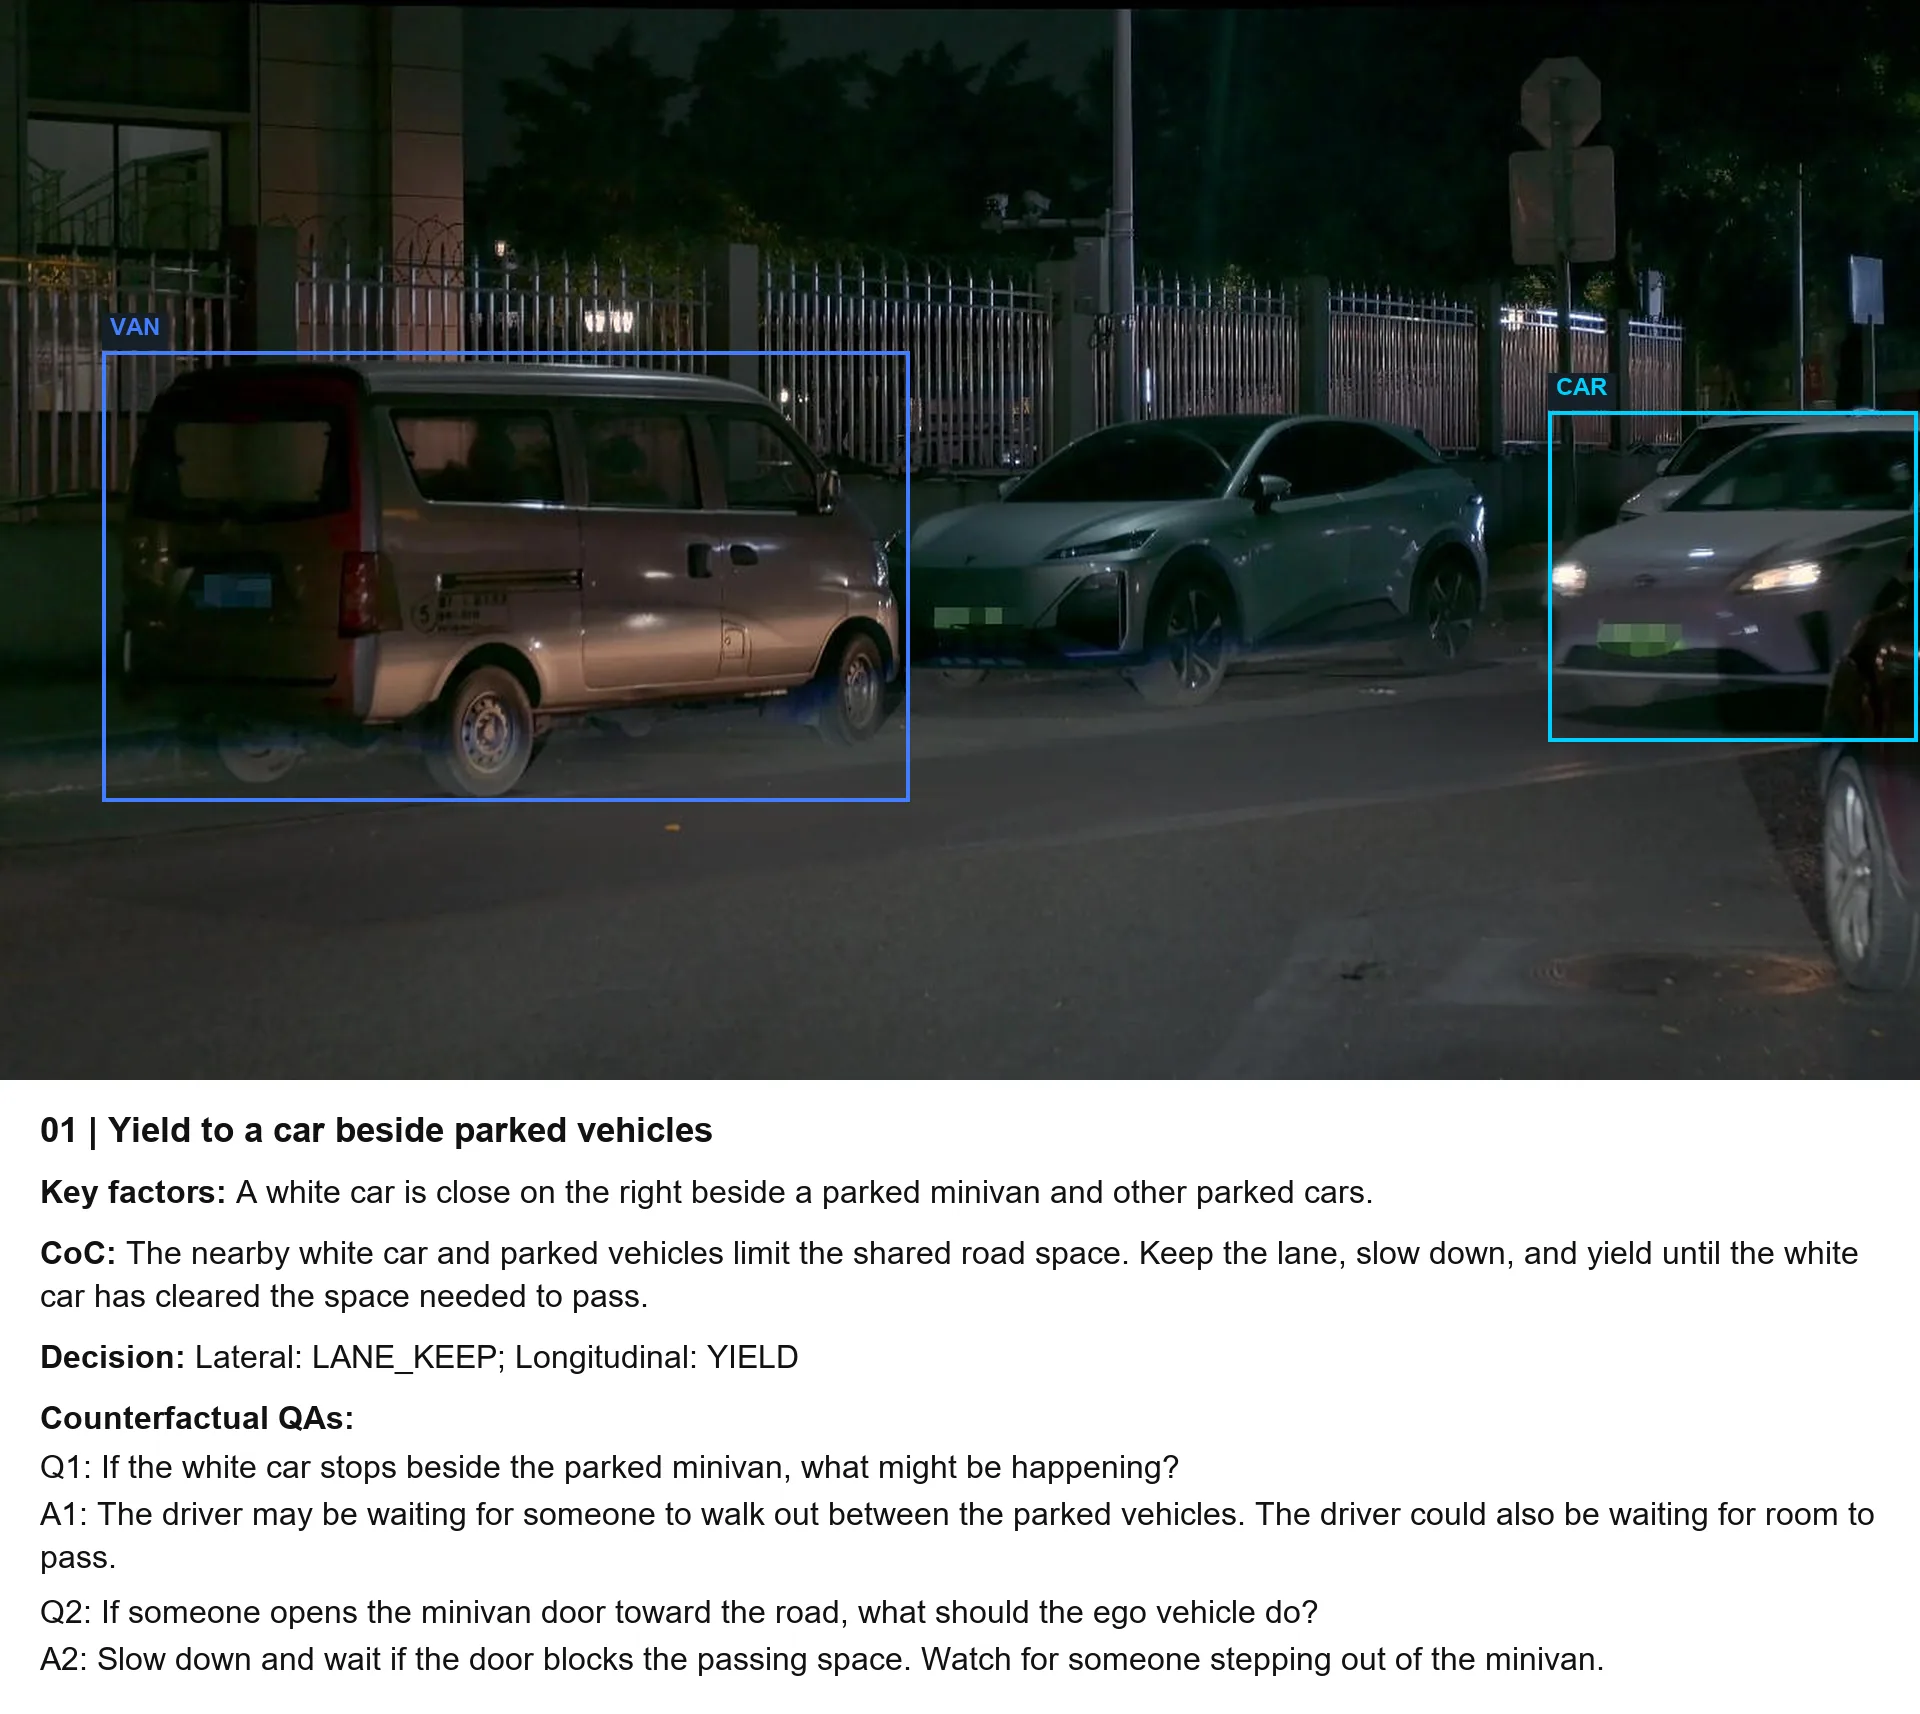 VAN
CAR
5
01 | Yield to a car beside parked vehicles
Key factors: A white car is close on the right beside a parked minivan and other parked cars.
CoC: The nearby white car and parked vehicles limit the shared road space. Keep the lane, slow down, and yield until the white
car has cleared the space needed to pass.
Decision: Lateral: LANE_KEEP; Longitudinal: YIELD
Counterfactual QAs:
Q1: If the white car stops beside the parked minivan, what might be happening?
A1: The driver may be waiting for someone to walk out between the parked vehicles. The driver could also be waiting for room to
pass.
Q2: If someone opens the minivan door toward the road, what should the ego vehicle do?
A2: Slow down and wait if the door blocks the passing space. Watch for someone stepping out of the minivan.